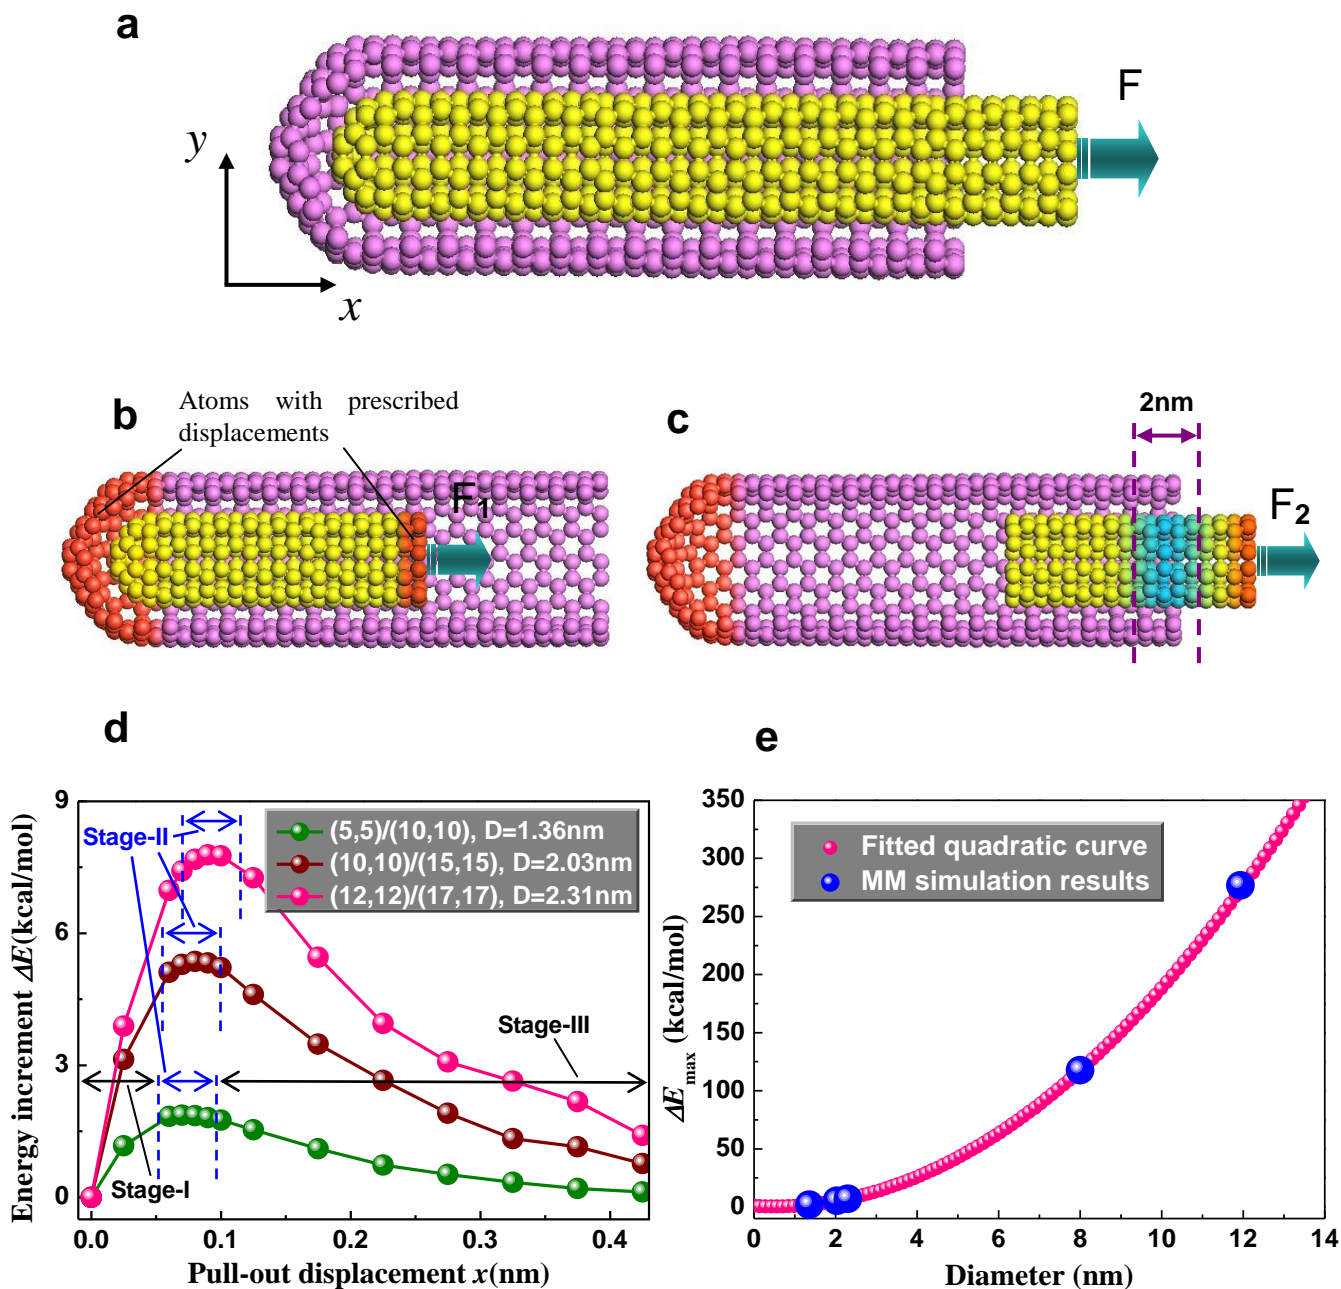 a
F
y
x
b
Atoms with prescribed
displacements
F1
c
2nm
F2
d
Energy increment ΔE(kcal/mol)
9
6
3
0
Stage-II
(5,5)/(10,10), D=1.36nm
(10,10)/(15,15), D=2.03nm
(12,12)/(17,17), D=2.31nm
Stage-III
Stage-I
0.0 0.1 0.2 0.3 0.4
Pull-out displacement x(nm)
e
ΔEmax (kcal/mol)
350
300
250
200
150
100
50
0
Fitted quadratic curve
MM simulation results
0 2 4 6 8 10 12 14
Diameter (nm)